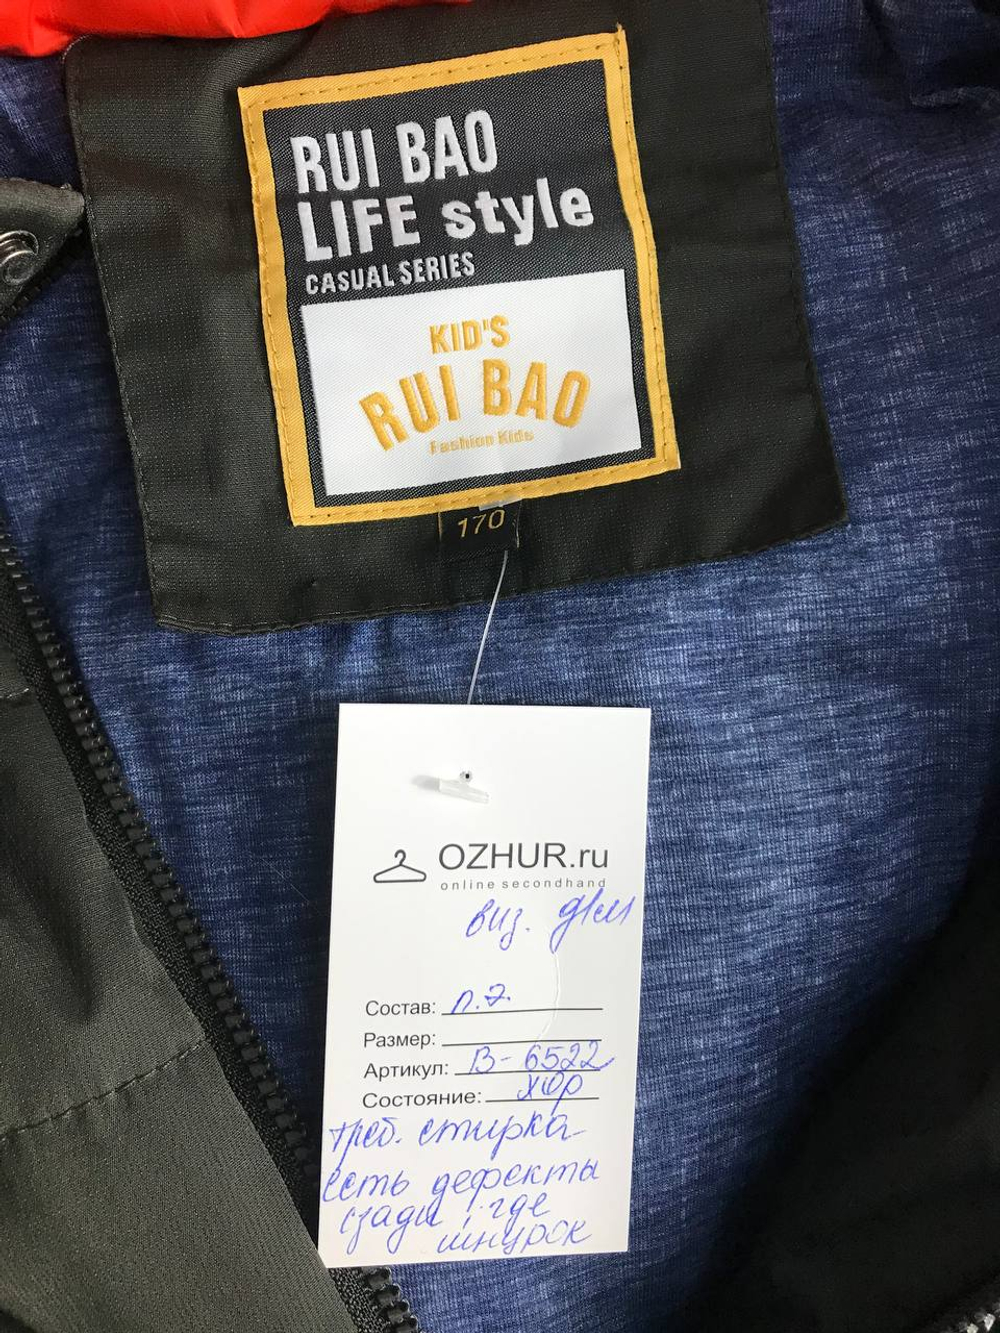 RUI BAO
LIFE style
CASUAL SERIES
KID'S
RUI BAO
Fashion Kids
170
OZHUR.ru
online secondhand
виз.
Состав: п.э.
Размер:
Артикул: В-6522
Состояние: хор
треб. стирка
есть дефекты
сзади, где
шнурок